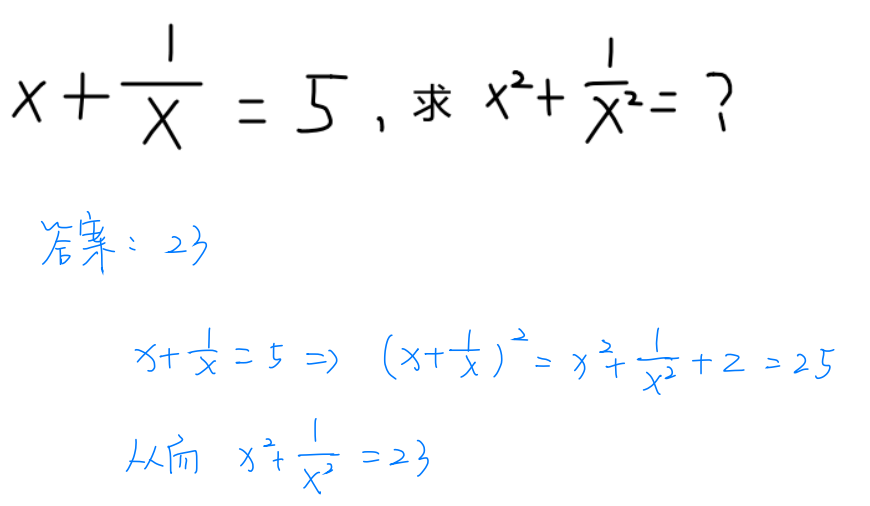 x + 1/x = 5 , 求 x² + 1/x² = ?
答案: 23
x + 1/x = 5 => (x + 1/x)² = x² + 1/x² + 2 = 25
从而 x² + 1/x² = 23